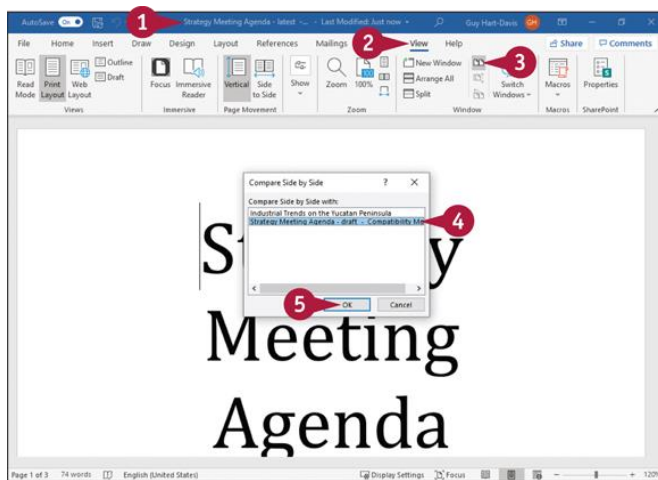 AutoSave On Strategy Meeting Agenda - latest -... - Last Modified: Just now Guy Hart-Davis GH
1
File Home Insert Draw Design Layout References Mailings 2 View Help Share Comments
Read Mode Print Layout Web Layout Outline Draft Focus Immersive Reader Vertical Side to Side Show Zoom 100% New Window Arrange All Split Switch Windows Macros Properties
3
Views Immersive Page Movement Zoom Window Macros SharePoint
Compare Side by Side ? X
Compare Side by Side with:
Industrial Trends on the Yucatan Peninsula
Strategy Meeting Agenda - draft - Compatibility Mo
4
5 OK Cancel
Meeting
Agenda
Page 1 of 3 74 words English (United States) Display Settings Focus 120%